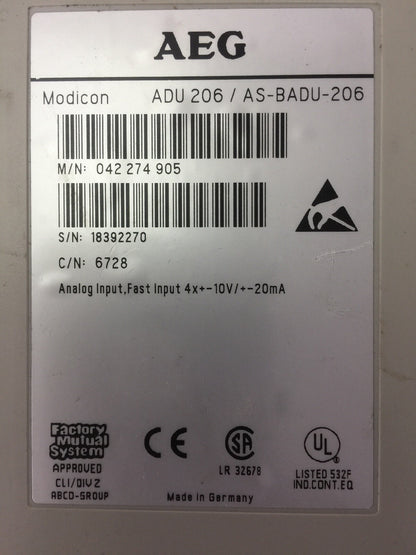 AEG
Modicon ADU 206 / AS-BADU-206
M/N: 042 274 905
S/N: 18392270
C/N: 6728
Analog Input,Fast Input 4x+-10V/+-20mA
Factory
Mutual
System
APPROVED
CLI/DIV2
ABCD-GROUP
CE
SA
LR 32678
UL
LISTED 532F
IND.CONT.EQ
Made in Germany